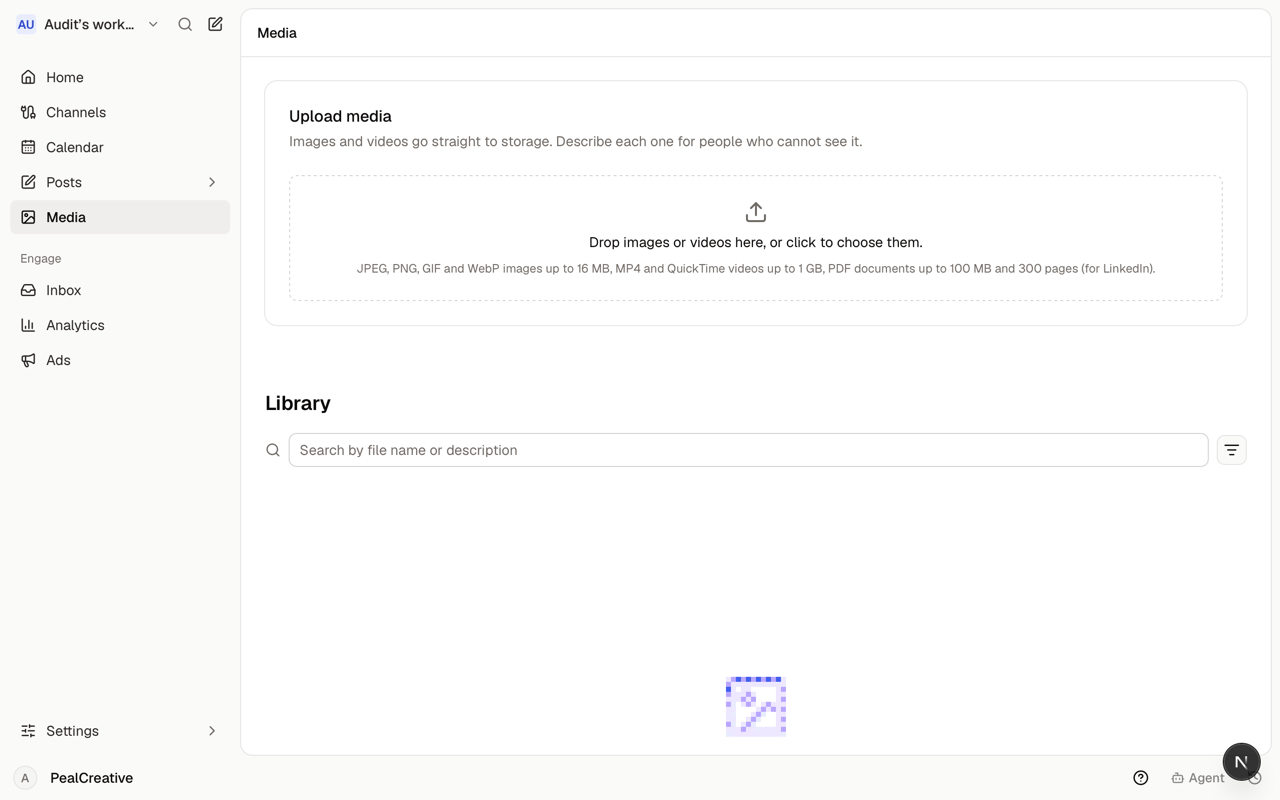 AU Audit's work...
Home
Channels
Calendar
Posts
Media
Engage
Inbox
Analytics
Ads
Settings
A PealCreative
Media
Upload media
Images and videos go straight to storage. Describe each one for people who cannot see it.
Drop images or videos here, or click to choose them.
JPEG, PNG, GIF and WebP images up to 16 MB, MP4 and QuickTime videos up to 1 GB, PDF documents up to 100 MB and 300 pages (for LinkedIn).
Library
Search by file name or description
Agent
N